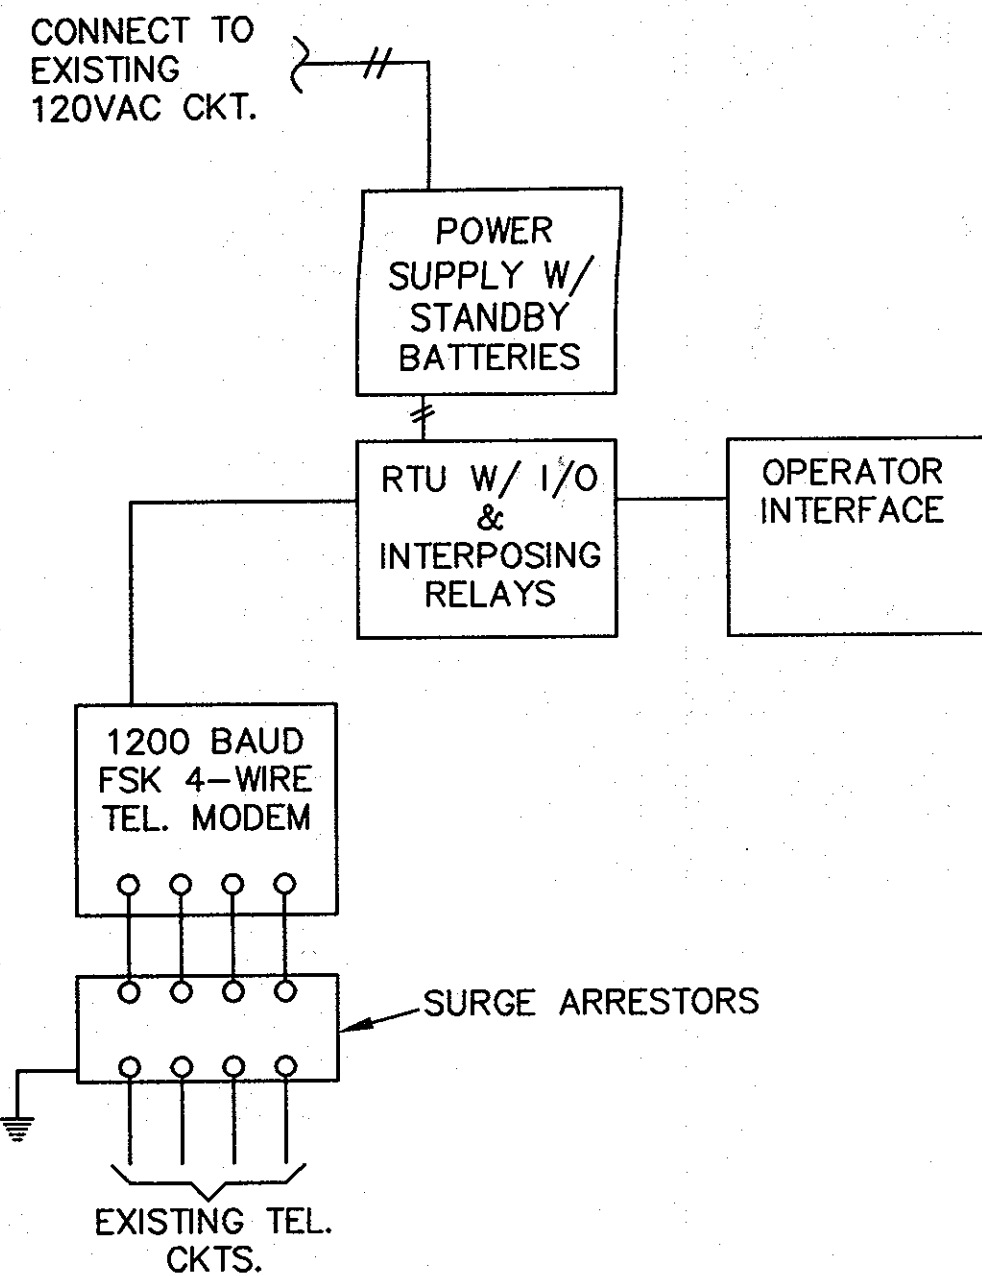 CONNECT TO
EXISTING
120VAC CKT.
POWER
SUPPLY W/
STANDBY
BATTERIES
RTU W/ I/O
&
INTERPOSING
RELAYS
OPERATOR
INTERFACE
1200 BAUD
FSK 4-WIRE
TEL. MODEM
SURGE ARRESTORS
EXISTING TEL.
CKTS.